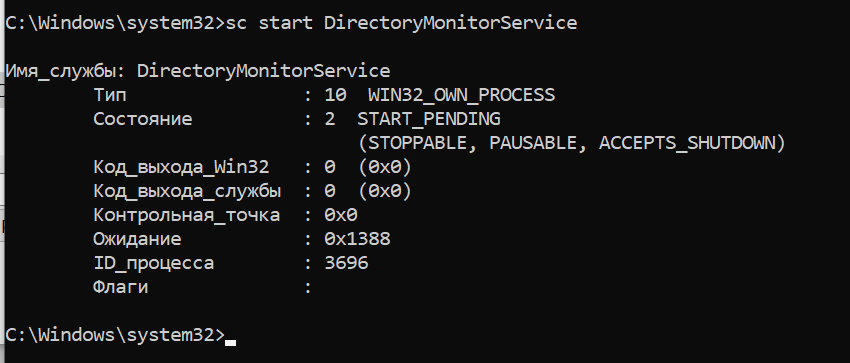 C:\Windows\system32>sc start DirectoryMonitorService
Имя_службы: DirectoryMonitorService
Тип : 10 WIN32_OWN_PROCESS
Состояние : 2 START_PENDING
(STOPPABLE, PAUSABLE, ACCEPTS_SHUTDOWN)
Код_выхода_Win32 : 0 (0x0)
Код_выхода_службы : 0 (0x0)
Контрольная_точка : 0x0
Ожидание : 0x1388
ID_процесса : 3696
Флаги :
C:\Windows\system32>